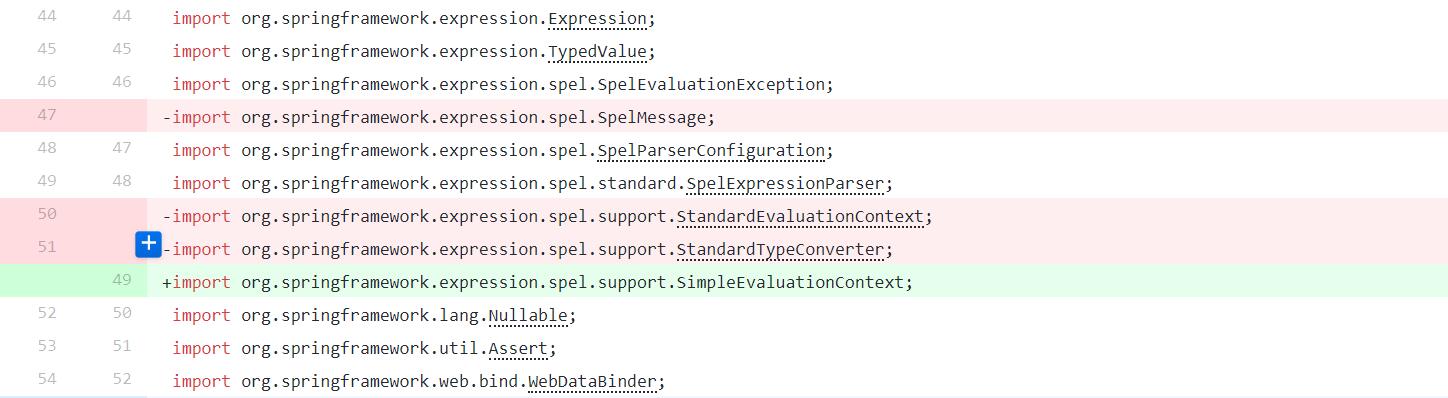 44 44 import org.springframework.expression.Expression;
45 45 import org.springframework.expression.TypedValue;
46 46 import org.springframework.expression.spel.SpelEvaluationException;
47 -import org.springframework.expression.spel.SpelMessage;
48 47 import org.springframework.expression.spel.SpelParserConfiguration;
49 48 import org.springframework.expression.spel.standard.SpelExpressionParser;
50 -import org.springframework.expression.spel.support.StandardEvaluationContext;
51 -import org.springframework.expression.spel.support.StandardTypeConverter;
49 +import org.springframework.expression.spel.support.SimpleEvaluationContext;
52 50 import org.springframework.lang.Nullable;
53 51 import org.springframework.util.Assert;
54 52 import org.springframework.web.bind.WebDataBinder;